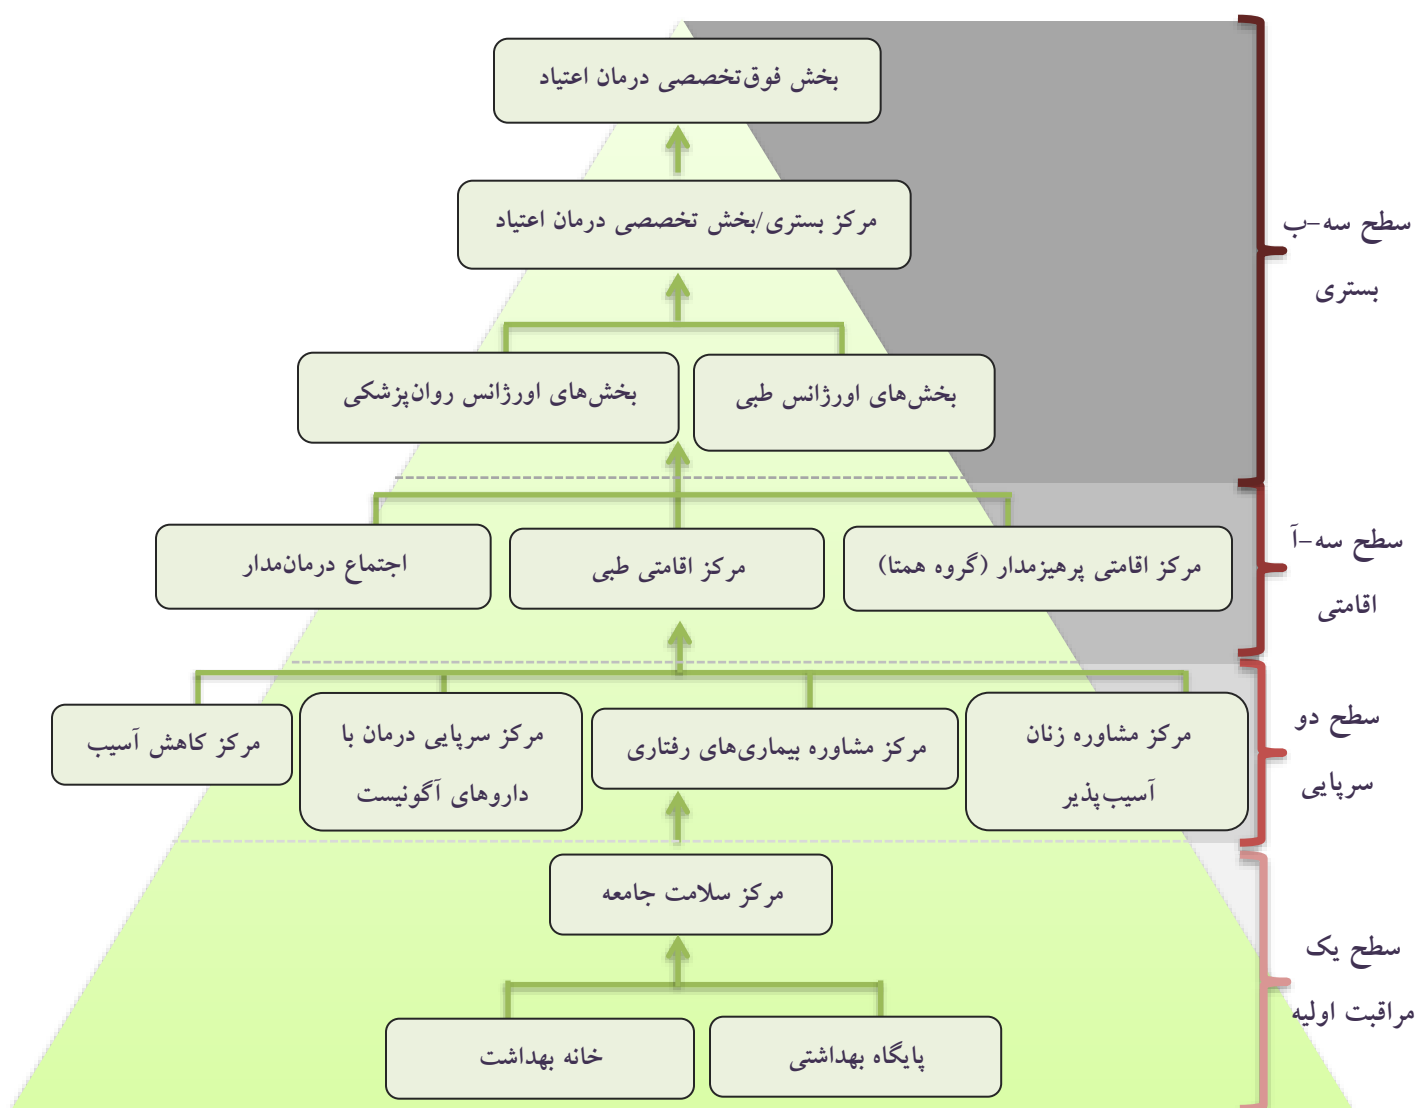 بخش فوق‌تخصصی درمان اعتیاد
مرکز بستری/بخش تخصصی درمان اعتیاد
سطح سه-ب
بستری
بخش‌های اورژانس طبی
بخش‌های اورژانس روان‌پزشکی
مرکز اقامتی پرهیزمدار (گروه همتا)
مرکز اقامتی طبی
اجتماع درمان‌مدار
سطح سه-آ
اقامتی
مرکز مشاوره زنان
آسیب‌پذیر
مرکز مشاوره بیماری‌های رفتاری
مرکز سرپایی درمان با
داروهای آگونیست
مرکز کاهش آسیب
سطح دو
سرپایی
مرکز سلامت جامعه
سطح یک
مراقبت اولیه
پایگاه بهداشتی
خانه بهداشت